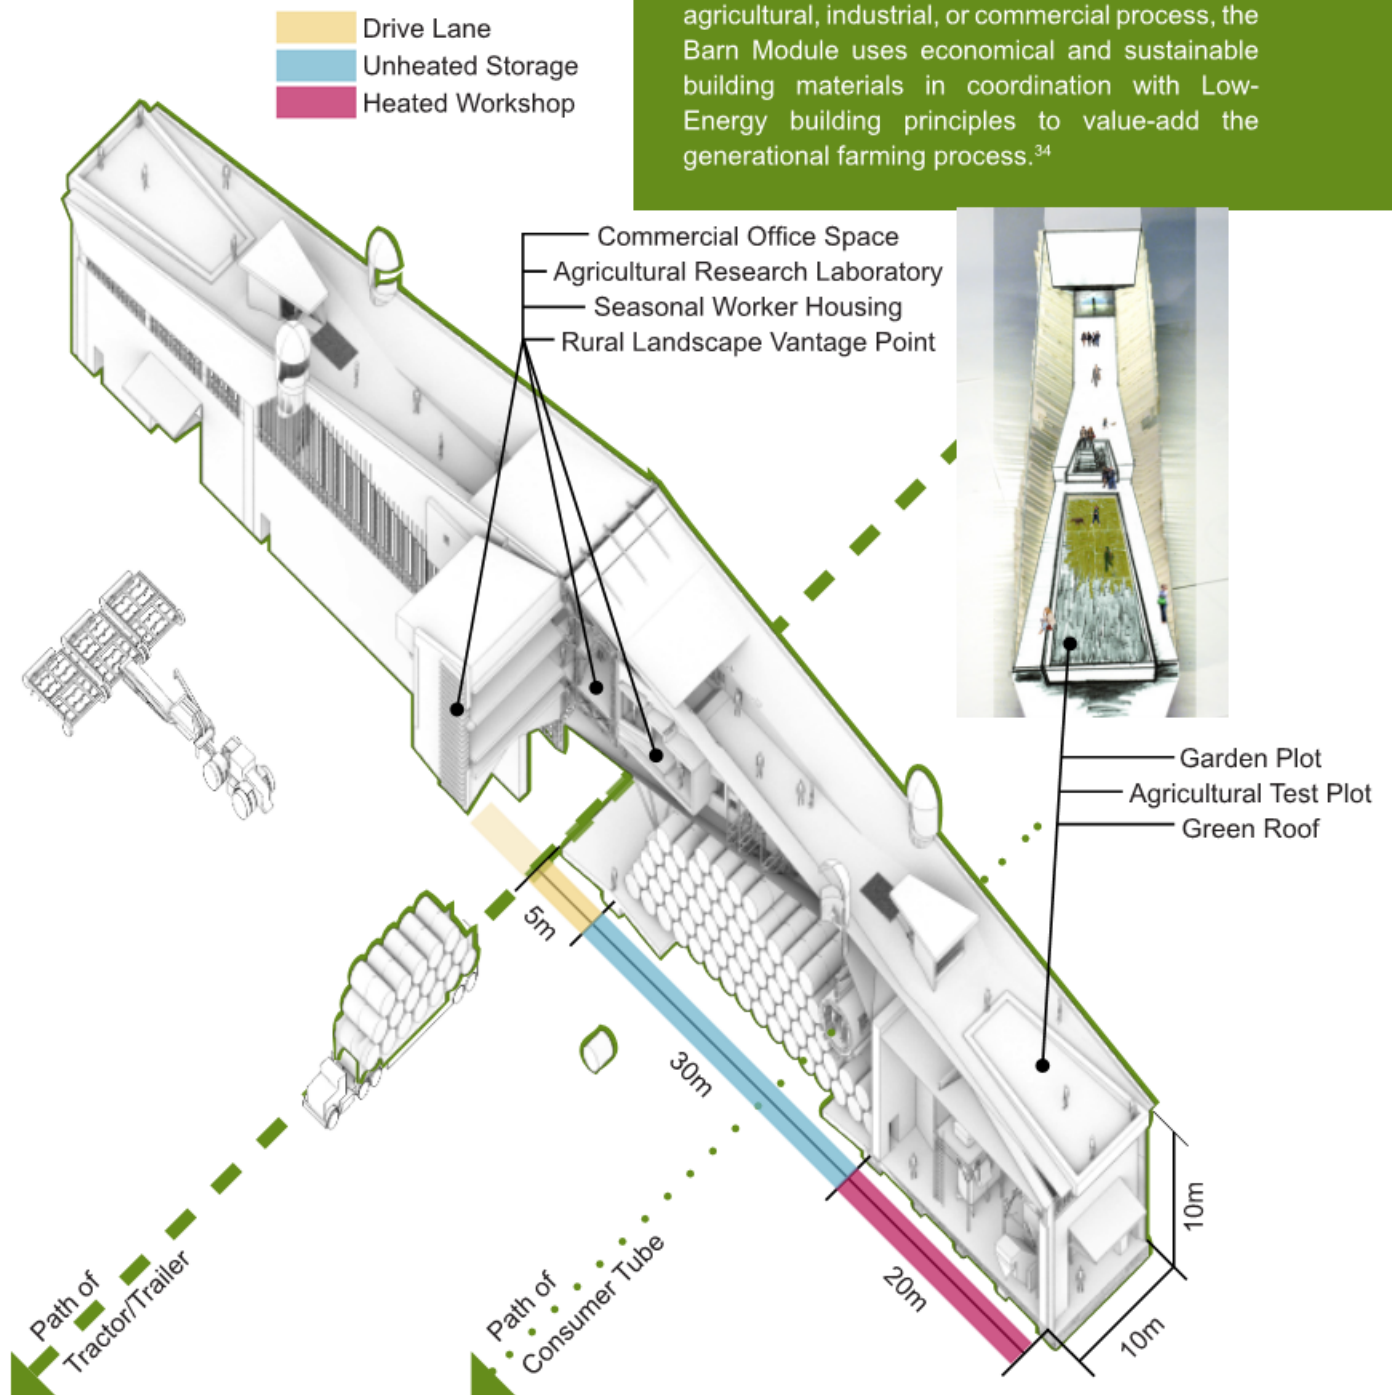 Drive Lane
Unheated Storage
Heated Workshop
agricultural, industrial, or commercial process, the
Barn Module uses economical and sustainable
building materials in coordination with Low-
Energy building principles to value-add the
generational farming process.³⁴
Commercial Office Space
Agricultural Research Laboratory
Seasonal Worker Housing
Rural Landscape Vantage Point
Garden Plot
Agricultural Test Plot
Green Roof
5m
30m
20m
10m
10m
Path of
Tractor/Trailer
Path of
Consumer Tube